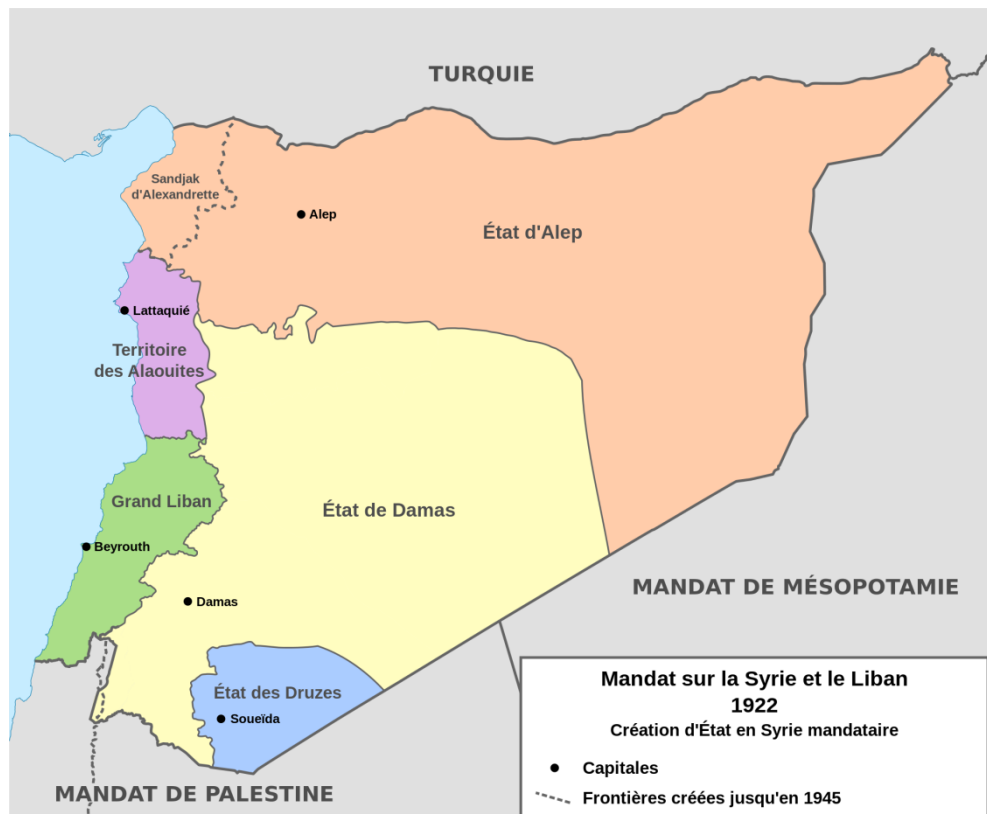 TURQUIE
Sandjak
d'Alexandrette
Alep
État d'Alep
Lattaquié
Territoire
des Alaouites
Grand Liban
État de Damas
Beyrouth
MANDAT DE MÉSOPOTAMIE
Damas
État des Druzes
Soueïda
MANDAT DE PALESTINE
Mandat sur la Syrie et le Liban
1922
Création d'État en Syrie mandataire
Capitales
Frontières créées jusqu'en 1945